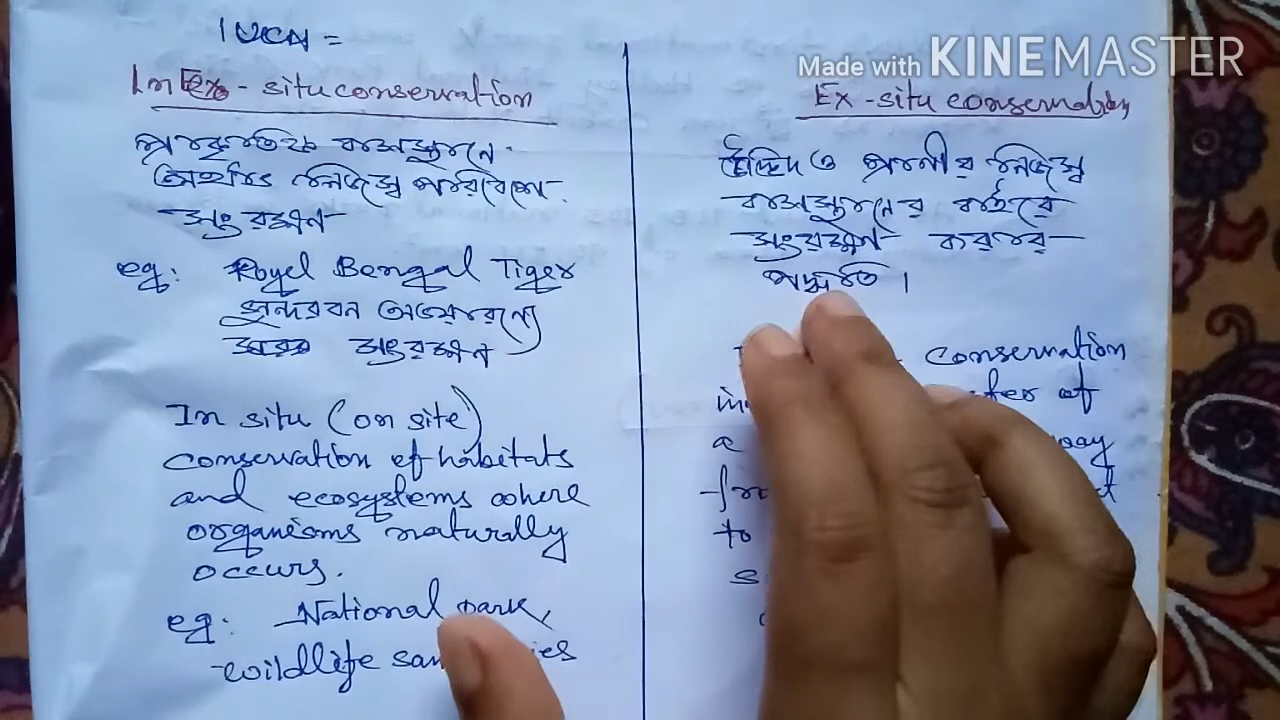 IUCN =
In - situ conservation
প্রাকৃতিক বাসস্থানে
অর্থাৎ নিজস্ব পরিবেশে
সংরক্ষণ
eg: Royel Bengal Tiger
সুন্দরবন অভয়ারণ্যে
সংরক্ষণ
In situ (on site)
conservation of habitats
and ecosystems where
organisms naturally
occurs.
eg: National park,
wildlife
Made with KINEMASTER
Ex - situ conservation
উদ্ভিদ ও প্রাণীর নিজস্ব
বাসস্থানের বাইরে
সংরক্ষণ করার
পদ্ধতি।
conservation
of
a
to